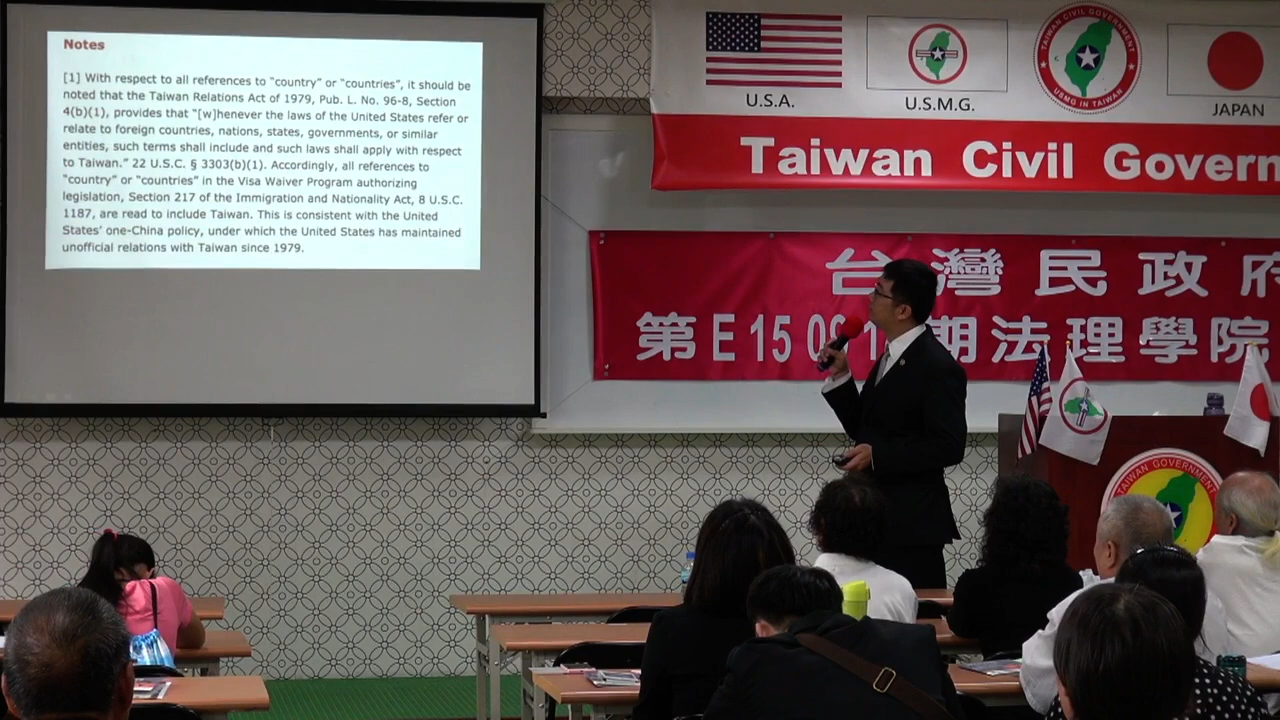 Notes
[1] With respect to all references to “country” or “countries”, it should be
noted that the Taiwan Relations Act of 1979, Pub. L. No. 96-8, Section
4(b)(1), provides that “[w]henever the laws of the United States refer or
relate to foreign countries, nations, states, governments, or similar
entities, such terms shall include and such laws shall apply with respect
to Taiwan.” 22 U.S.C. § 3303(b)(1). Accordingly, all references to
“country” or “countries” in the Visa Waiver Program authorizing
legislation, Section 217 of the Immigration and Nationality Act, 8 U.S.C.
1187, are read to include Taiwan. This is consistent with the United
States’ one-China policy, under which the United States has maintained
unofficial relations with Taiwan since 1979.
U.S.A.
U.S.M.G.
TAIWAN CIVIL GOVERNMENT
USMG IN TAIWAN
JAPAN
Taiwan Civil Govern
台灣民政府
第E 15 09 1 期法理學院
TAIWAN GOVERNMENT